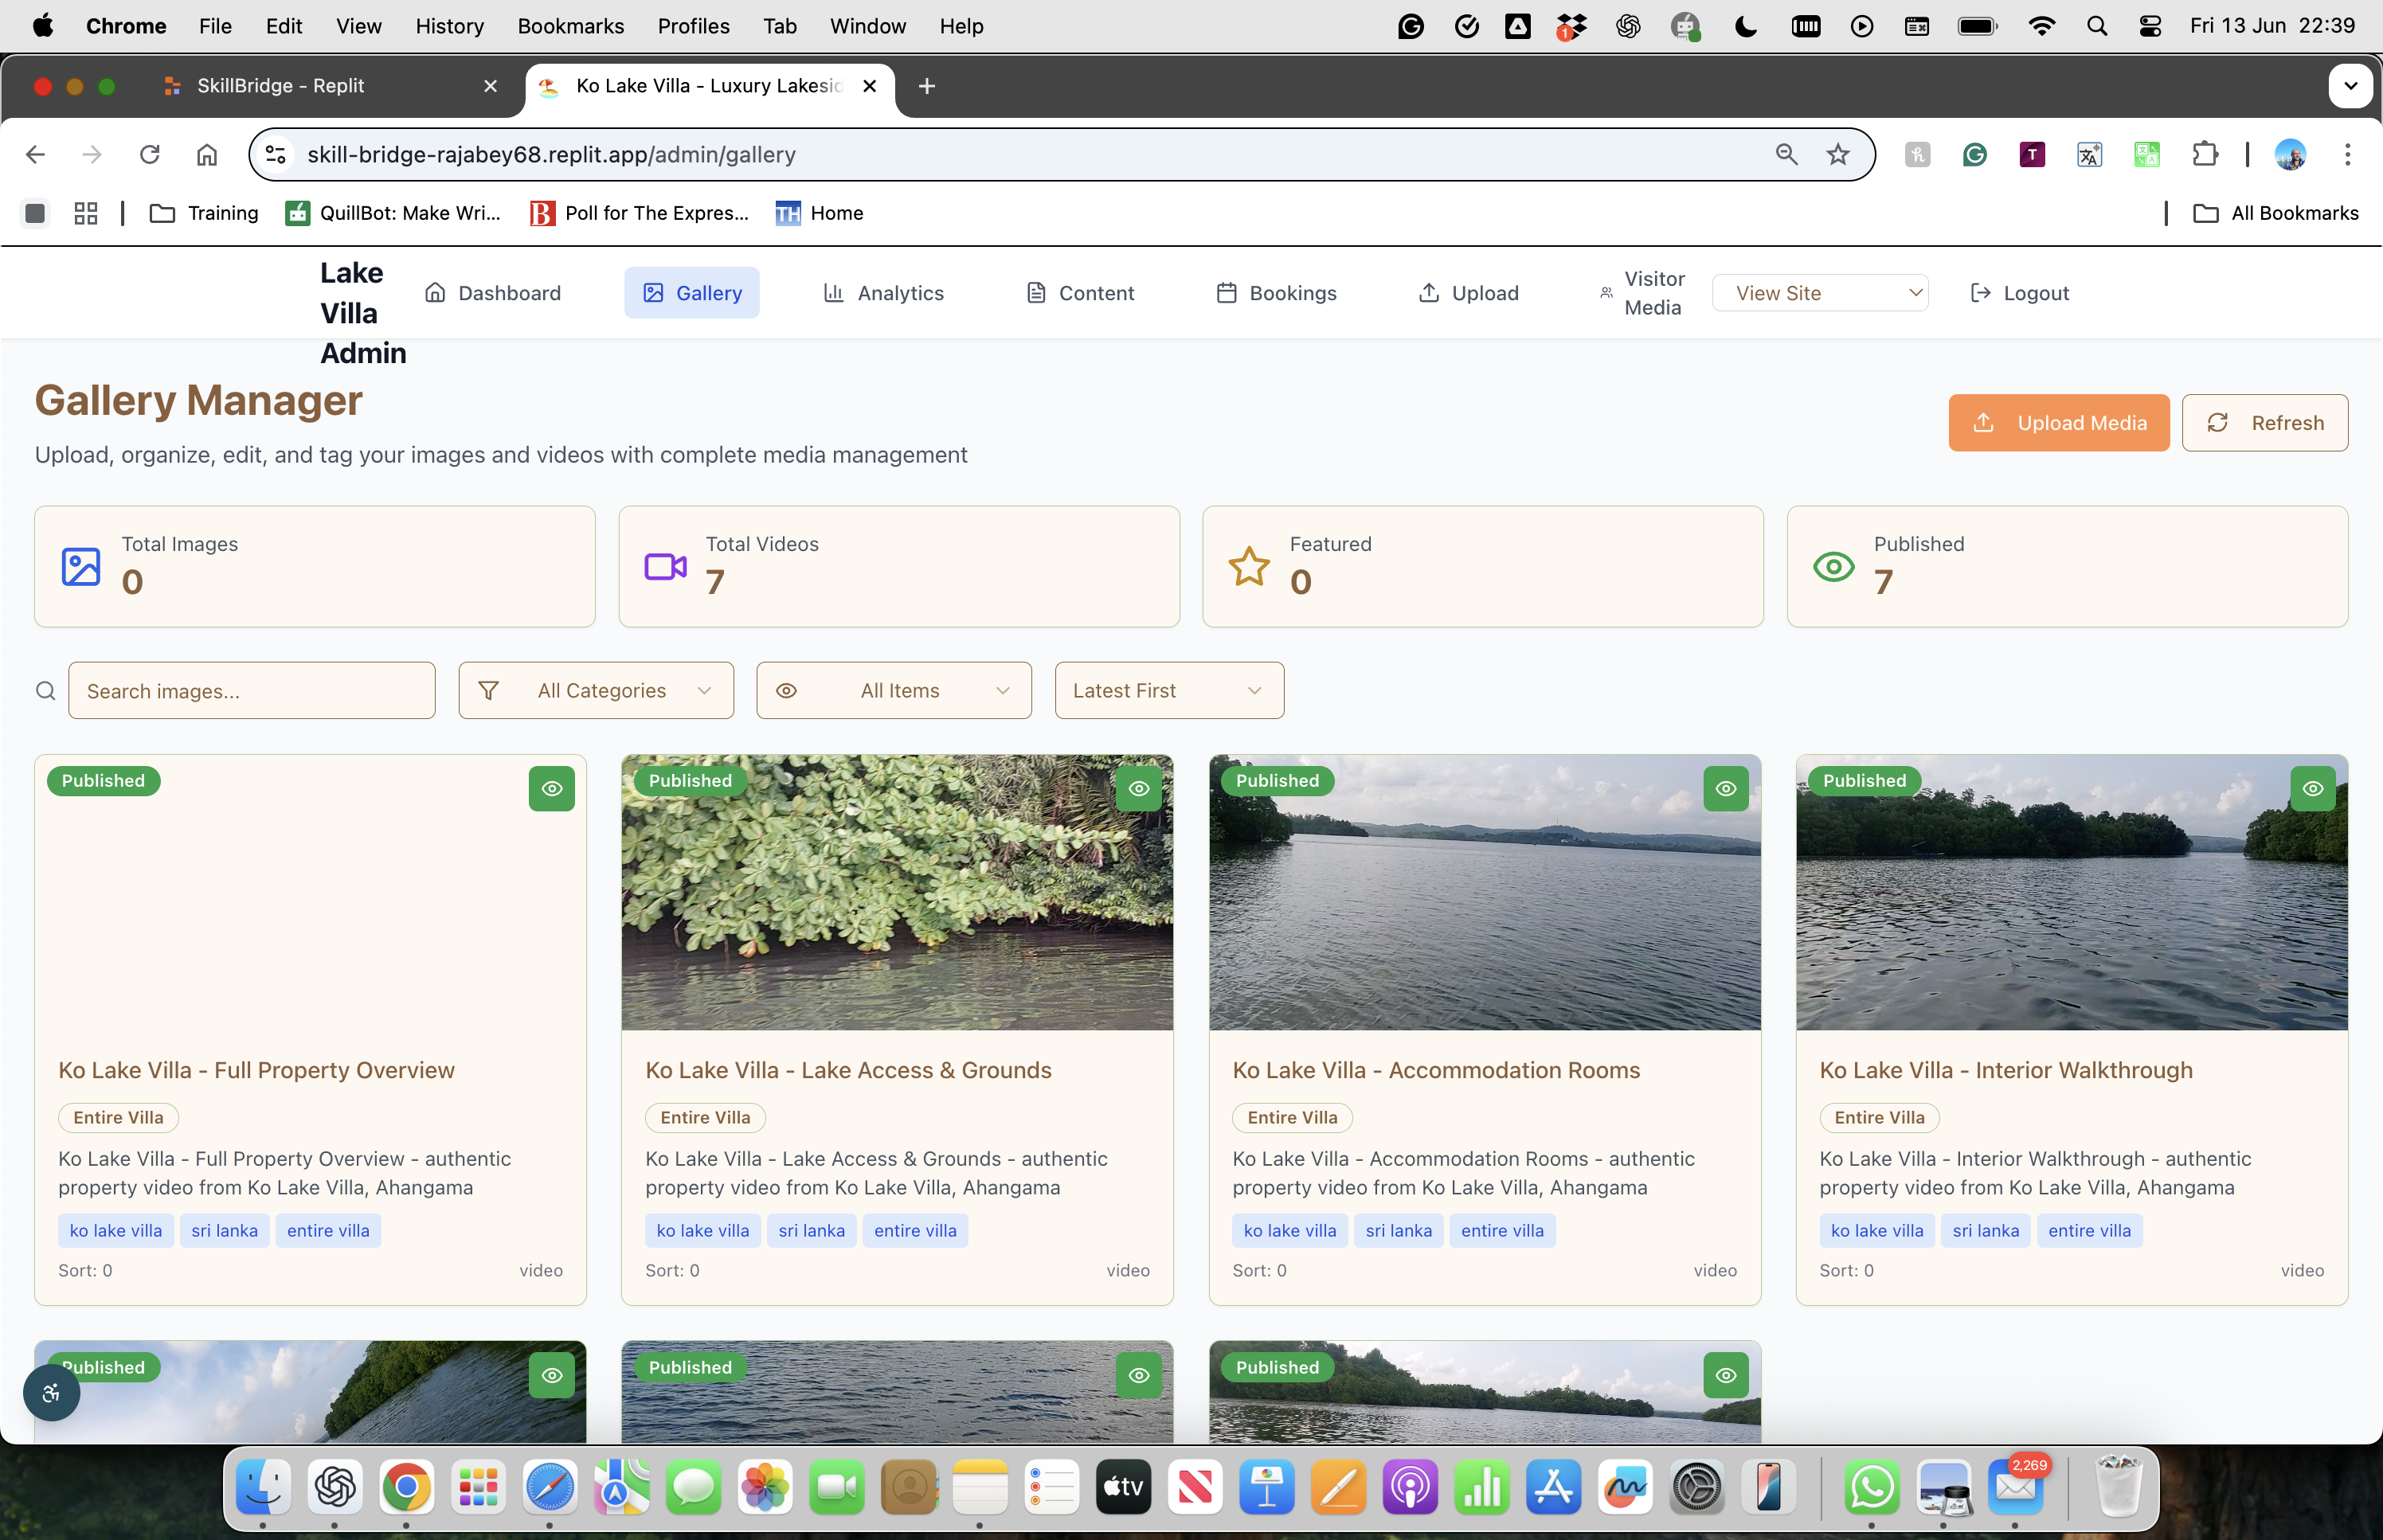 Chrome File Edit View History Bookmarks Profiles Tab Window Help
1
Fri 13 Jun 22:39
SkillBridge - Replit
Ko Lake Villa - Luxury Lakesid
skill-bridge-rajabey68.replit.app/admin/gallery
Training
QuillBot: Make Wri...
Poll for The Expres...
Home
All Bookmarks
Lake
Villa
Admin
Dashboard
Gallery
Analytics
Content
Bookings
Upload
Visitor
Media
View Site
Logout
Gallery Manager
Upload, organize, edit, and tag your images and videos with complete media management
Upload Media
Refresh
Total Images
0
Total Videos
7
Featured
0
Published
7
Search images...
All Categories
All Items
Latest First
Published
Ko Lake Villa - Full Property Overview
Entire Villa
Ko Lake Villa - Full Property Overview - authentic
property video from Ko Lake Villa, Ahangama
ko lake villa sri lanka entire villa
Sort: 0 video
Published
Ko Lake Villa - Lake Access & Grounds
Entire Villa
Ko Lake Villa - Lake Access & Grounds - authentic
property video from Ko Lake Villa, Ahangama
ko lake villa sri lanka entire villa
Sort: 0 video
Published
Ko Lake Villa - Accommodation Rooms
Entire Villa
Ko Lake Villa - Accommodation Rooms - authentic
property video from Ko Lake Villa, Ahangama
ko lake villa sri lanka entire villa
Sort: 0 video
Published
Ko Lake Villa - Interior Walkthrough
Entire Villa
Ko Lake Villa - Interior Walkthrough - authentic
property video from Ko Lake Villa, Ahangama
ko lake villa sri lanka entire villa
Sort: 0 video
Published
Published
Published
tv
2,269